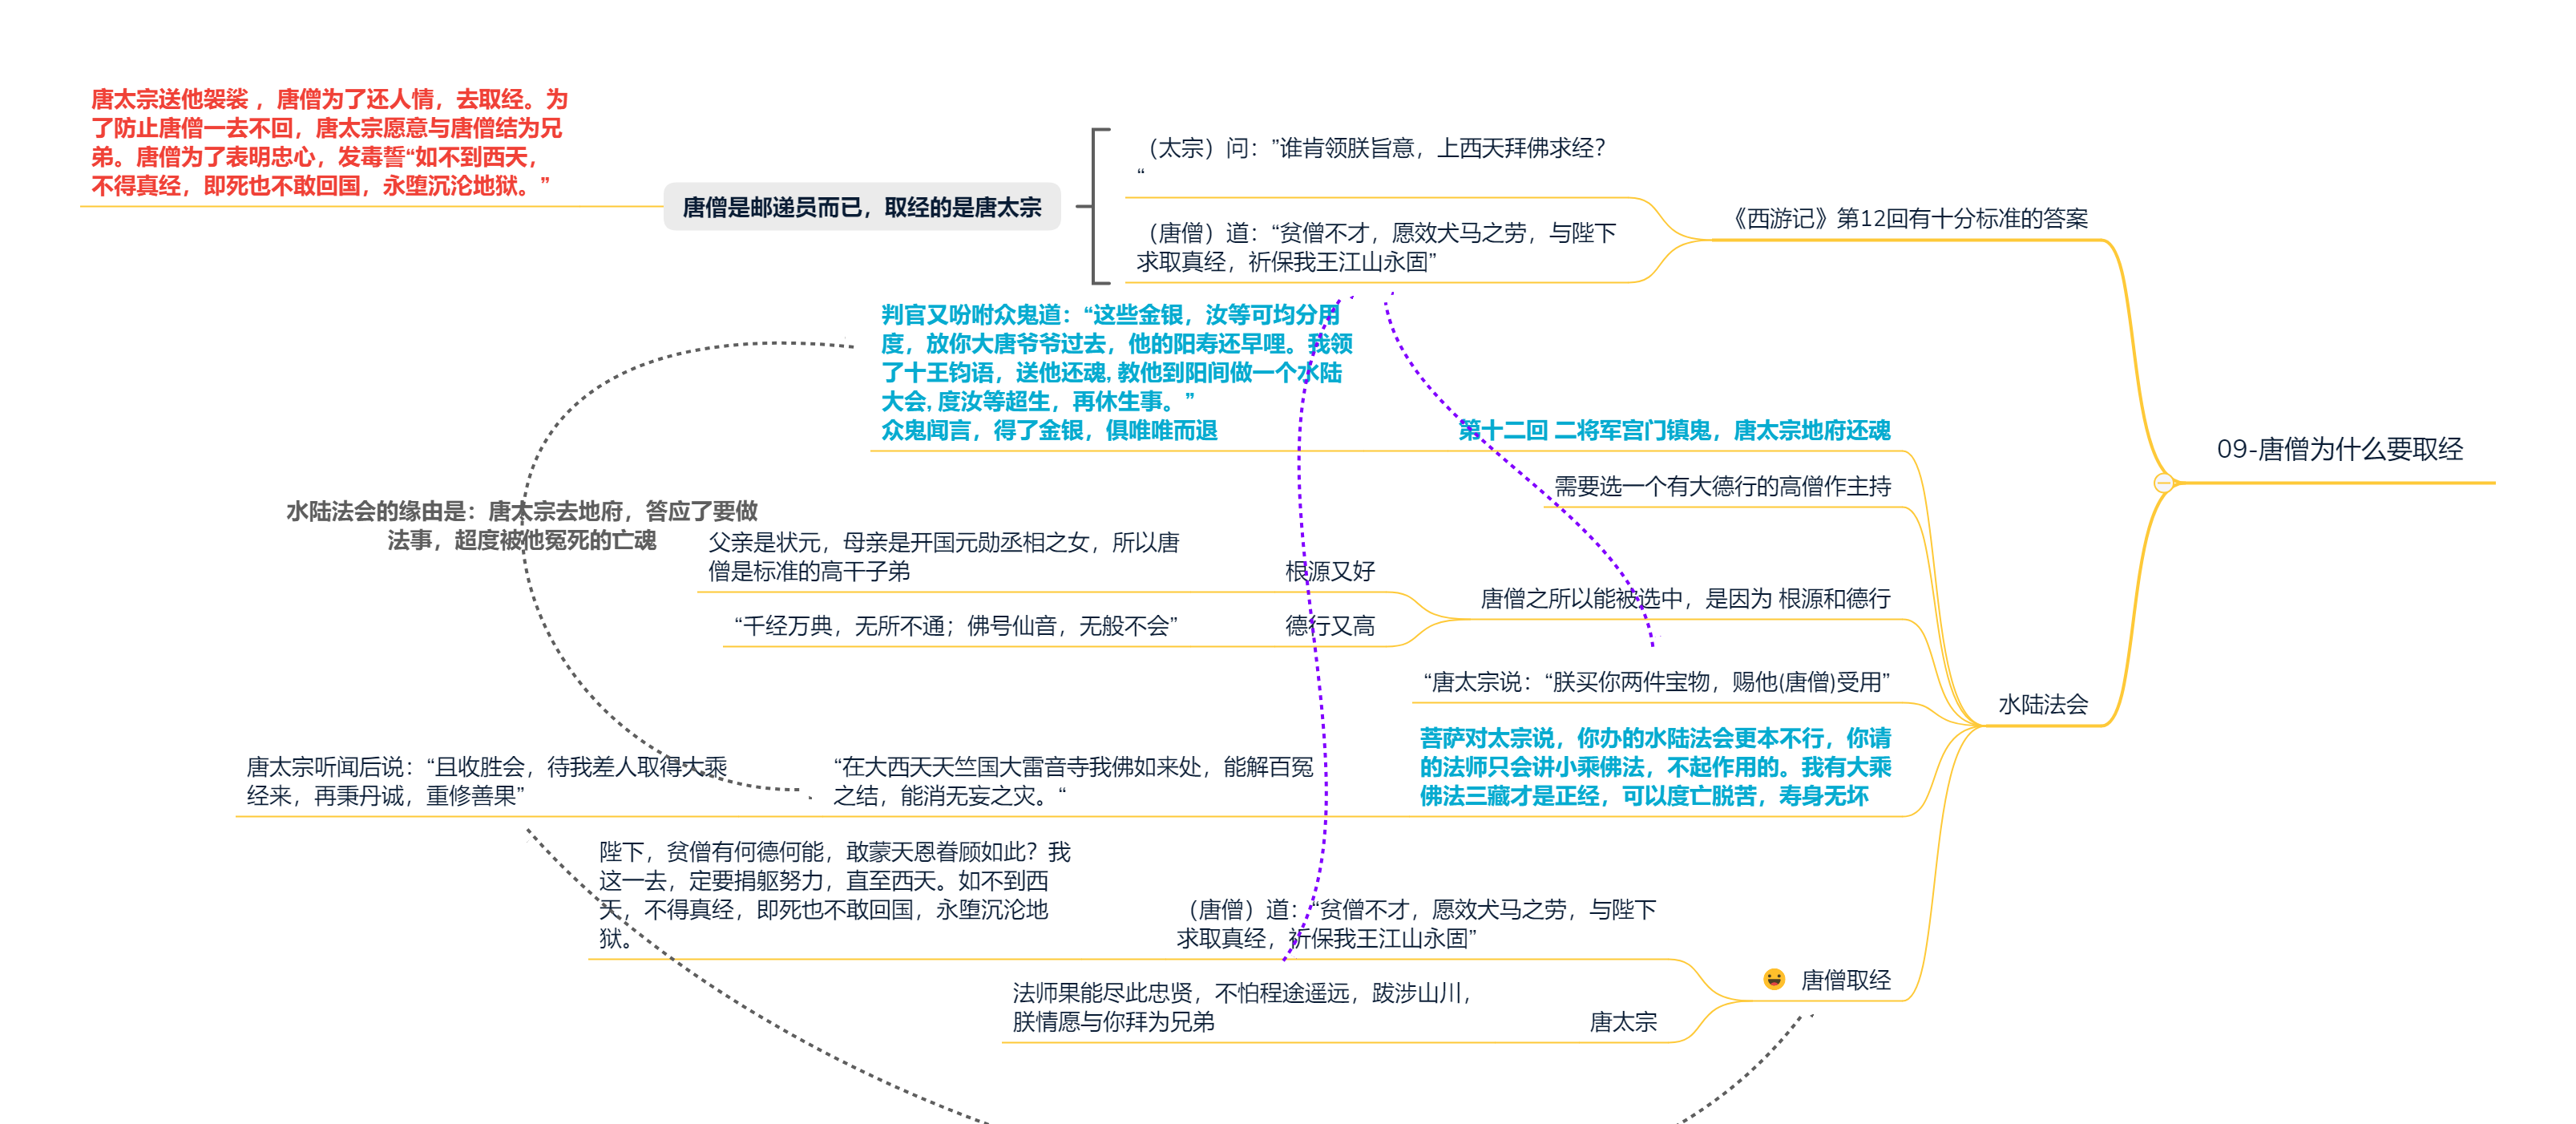 唐太宗送他袈裟 ，唐僧为了还人情，去取经。为
了防止唐僧一去不回，唐太宗愿意与唐僧结为兄
弟。唐僧为了表明忠心，发毒誓“如不到西天，
不得真经，即死也不敢回国，永堕沉沦地狱。”
唐僧是邮递员而已，取经的是唐太宗
（太宗）问：”谁肯领朕旨意，上西天拜佛求经？
“
（唐僧）道：“贫僧不才，愿效犬马之劳，与陛下
求取真经，祈保我王江山永固”
《西游记》第12回有十分标准的答案
09-唐僧为什么要取经
判官又吩咐众鬼道：“这些金银，汝等可均分用
度，放你大唐爷爷过去，他的阳寿还早哩。我领
了十王钧语，送他还魂, 教他到阳间做一个水陆
大会, 度汝等超生，再休生事。”
众鬼闻言，得了金银，俱唯唯而退
第十二回 二将军宫门镇鬼，唐太宗地府还魂
需要选一个有大德行的高僧作主持
水陆法会的缘由是：唐太宗去地府，答应了要做
法事，超度被他冤死的亡魂
父亲是状元，母亲是开国元勋丞相之女，所以唐
僧是标准的高干子弟
根源又好
“千经万典，无所不通；佛号仙音，无般不会”
德行又高
唐僧之所以能被选中，是因为 根源和德行
“唐太宗说：“朕买你两件宝物，赐他(唐僧)受用”
水陆法会
唐太宗听闻后说：“且收胜会，待我差人取得大乘
经来，再秉丹诚，重修善果”
“在大西天天竺国大雷音寺我佛如来处，能解百冤
之结，能消无妄之灾。“
菩萨对太宗说，你办的水陆法会更本不行，你请
的法师只会讲小乘佛法，不起作用的。我有大乘
佛法三藏才是正经，可以度亡脱苦，寿身无坏
陛下，贫僧有何德何能，敢蒙天恩眷顾如此？我
这一去，定要捐躯努力，直至西天。如不到西
天，不得真经，即死也不敢回国，永堕沉沦地
狱。
（唐僧）道：“贫僧不才，愿效犬马之劳，与陛下
求取真经，祈保我王江山永固”
唐僧取经
法师果能尽此忠贤，不怕程途遥远，跋涉山川，
朕情愿与你拜为兄弟
唐太宗